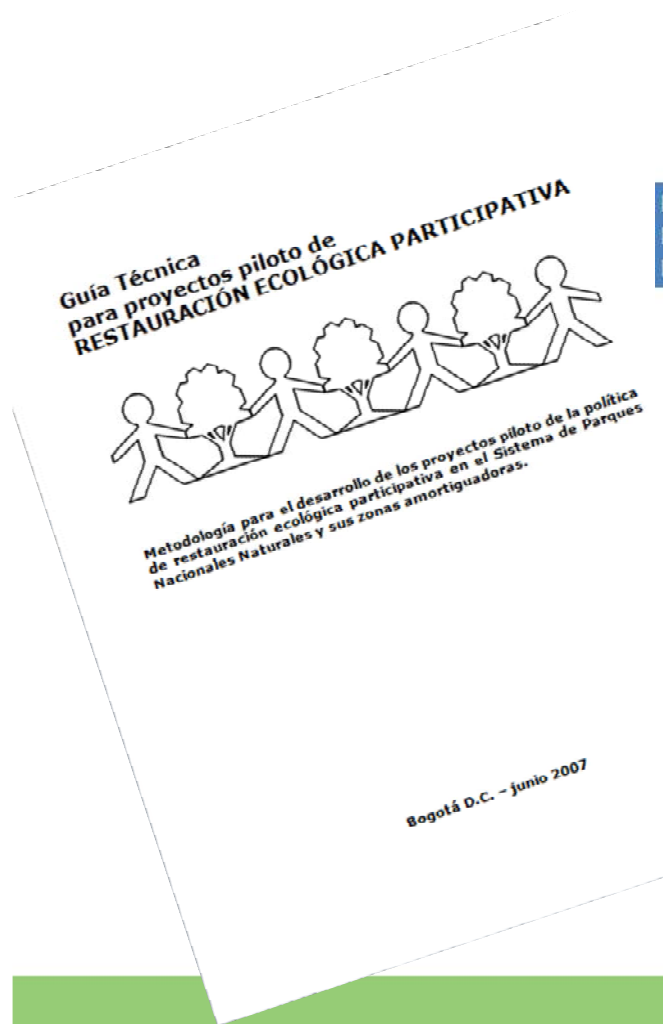 Guía Técnica
para proyectos piloto de
RESTAURACIÓN ECOLÓGICA PARTICIPATIVA
Metodología para el desarrollo de los proyectos piloto de la política
de restauración ecológica participativa en el Sistema de Parques
Nacionales Naturales y sus zonas amortiguadoras.
Bogotá D.C. – junio 2007